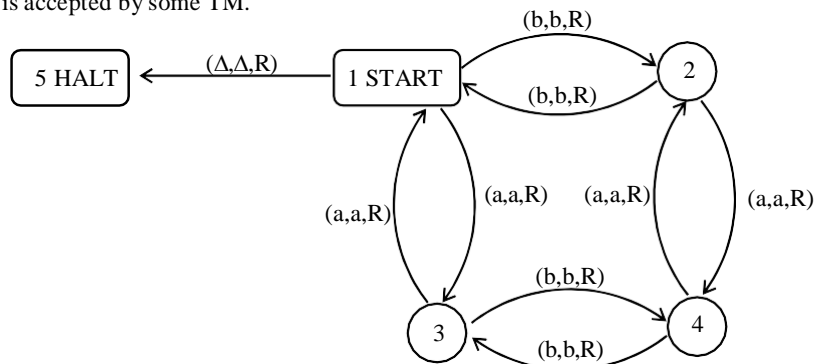 is accepted by some TM.
(b,b,R)
5 HALT (Δ,Δ,R) 1 START 2
(b,b,R)
(a,a,R) (a,a,R) (a,a,R) (a,a,R)
(b,b,R)
3 4
(b,b,R)